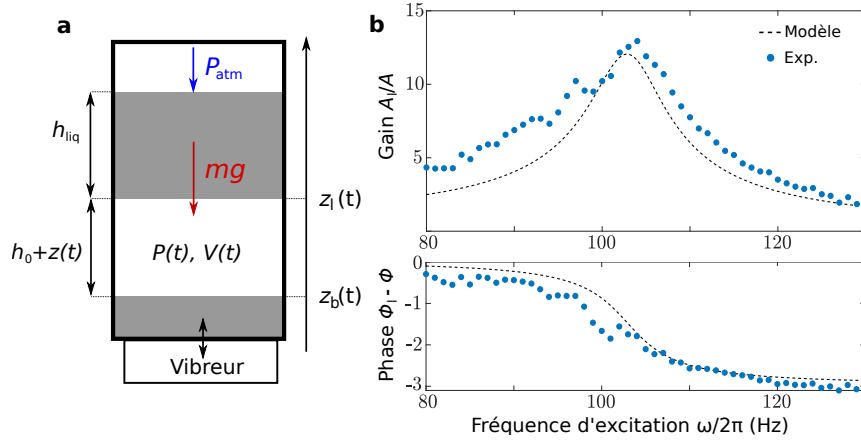 a
P_atm
h_liq
mg
z_l(t)
h_0+z(t)
P(t), V(t)
z_b(t)
Vibreur
b
Gain A_l/A
15
10
5
80
100
120
Modèle
Exp.
Phase Φ_l - Φ
0
-1
-2
-3
80
100
120
Fréquence d'excitation ω/2π (Hz)